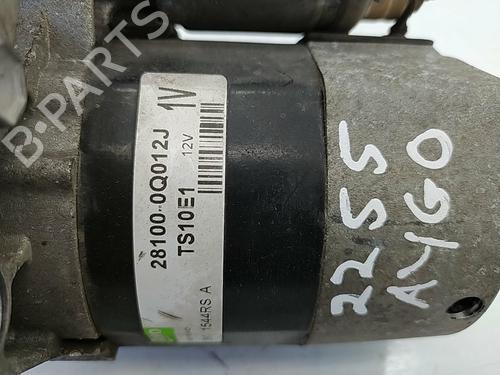 B-PARTS
28100-0Q012J
1V
TS10E1
12V
1544RS A
2255
AYGO